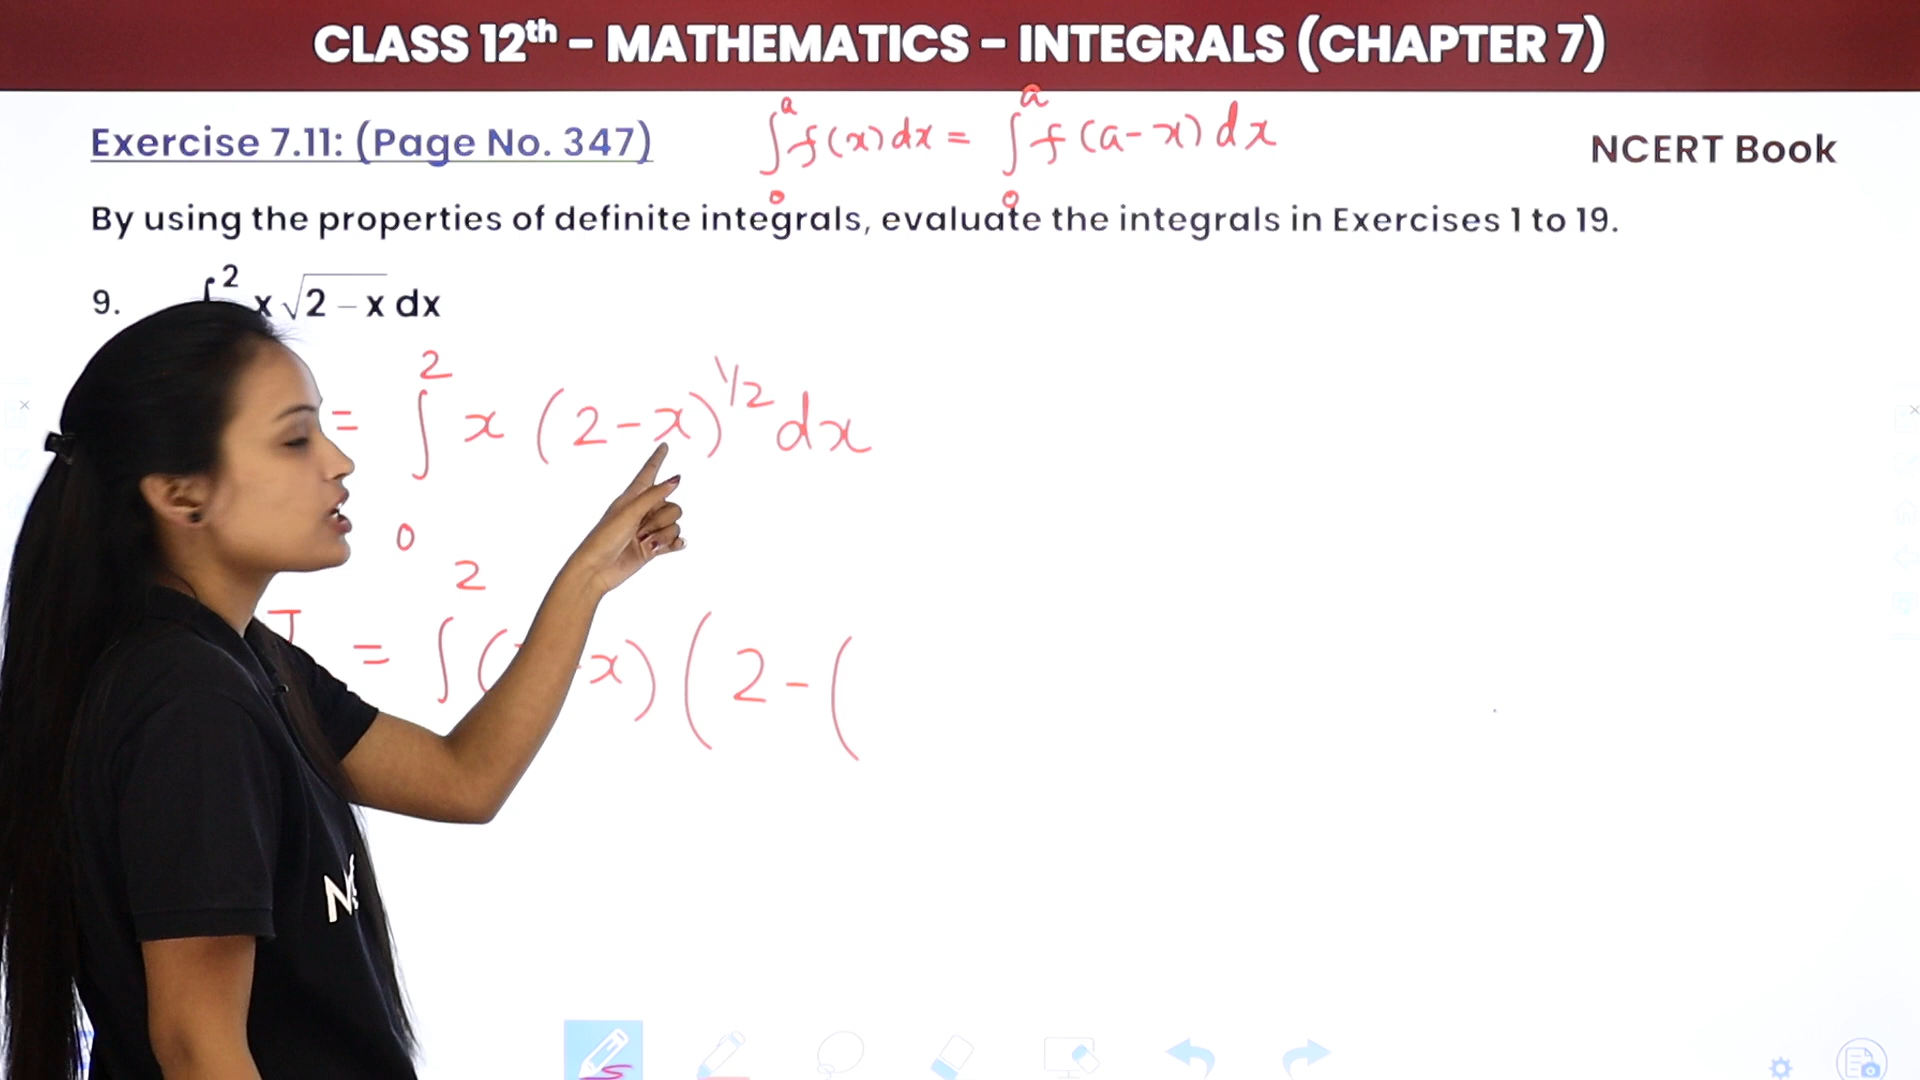 CLASS 12th - MATHEMATICS - INTEGRALS (CHAPTER 7)
Exercise 7.11: (Page No. 347)
∫₀ᵃ f(x) dx = ∫₀ᵃ f(a-x) dx
NCERT Book
By using the properties of definite integrals, evaluate the integrals in Exercises 1 to 19.
9. ∫² x √(2 – x) dx
= ∫₀² x (2-x)^1/2 dx
I = ∫² ( -x) (2-(